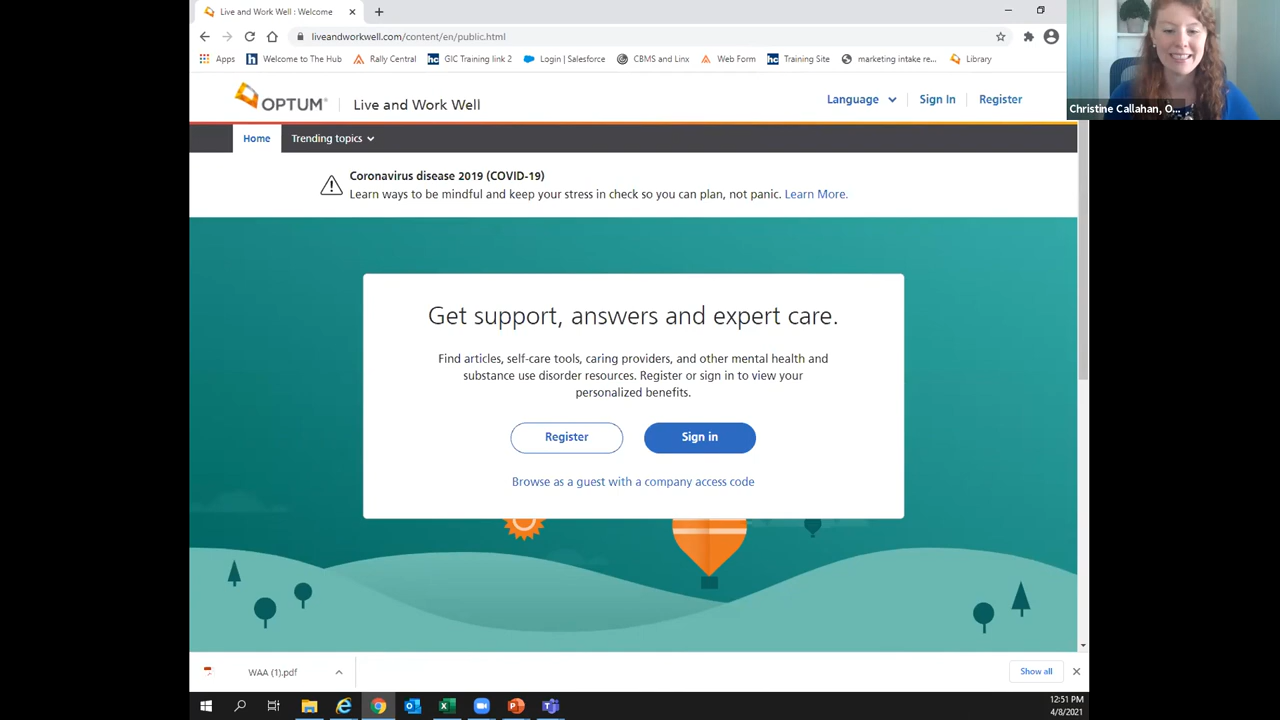 Live and Work Well : Welcome
liveandworkwell.com/content/en/public.html
Apps Welcome to The Hub Rally Central GIC Training link 2 Login | Salesforce CBMS and Linx Web Form Training Site marketing intake re... Library
Christine Callahan, O...
OPTUM® Live and Work Well Language Sign In Register
Home Trending topics
Coronavirus disease 2019 (COVID-19)
Learn ways to be mindful and keep your stress in check so you can plan, not panic. Learn More.
Get support, answers and expert care.
Find articles, self-care tools, caring providers, and other mental health and
substance use disorder resources. Register or sign in to view your
personalized benefits.
Register Sign in
Browse as a guest with a company access code
WAA (1).pdf Show all
12:51 PM
4/8/2021